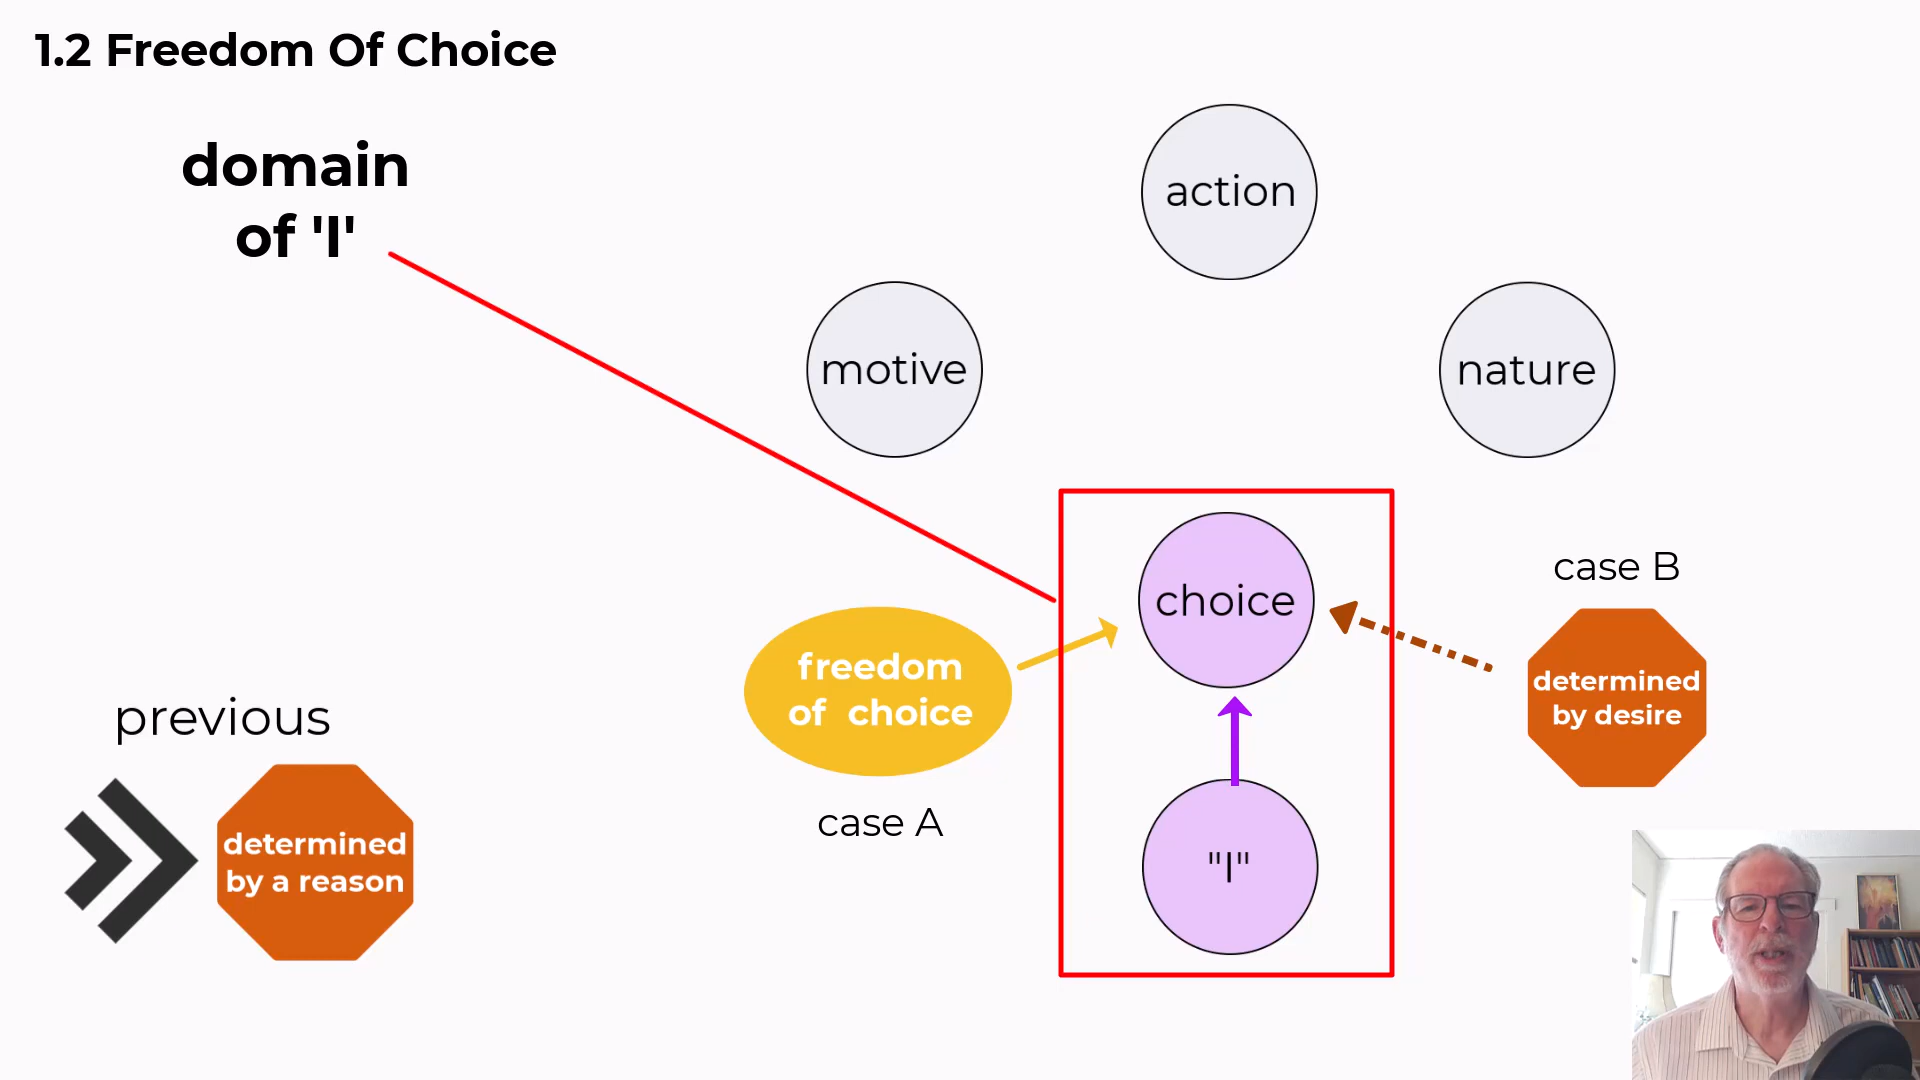 1.2 Freedom Of Choice
domain
of 'I'
action
motive
nature
choice
case B
freedom
of choice
determined
by desire
previous
case A
determined
by a reason
"I"